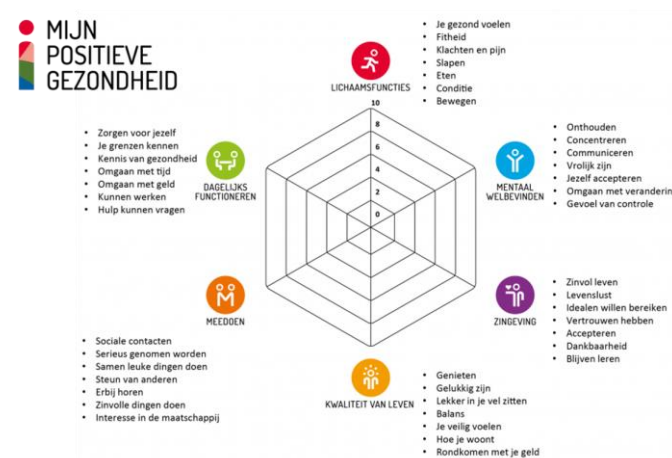 MIJN
POSITIEVE
GEZONDHEID
LICHAAMSFUNCTIES
• Je gezond voelen
• Fitheid
• Klachten en pijn
• Slapen
• Eten
• Conditie
• Bewegen
10
8
6
4
2
0
• Zorgen voor jezelf
• Je grenzen kennen
• Kennis van gezondheid
• Omgaan met tijd
• Omgaan met geld
• Kunnen werken
• Hulp kunnen vragen
DAGELIJKS
FUNCTIONEREN
MENTAAL
WELBEVINDEN
• Onthouden
• Concentreren
• Communiceren
• Vrolijk zijn
• Jezelf accepteren
• Omgaan met veranderin
• Gevoel van controle
MEEDOEN
• Sociale contacten
• Serieus genomen worden
• Samen leuke dingen doen
• Steun van anderen
• Erbij horen
• Zinvolle dingen doen
• Interesse in de maatschappij
ZINGEVING
• Zinvol leven
• Levenslust
• Idealen willen bereiken
• Vertrouwen hebben
• Accepteren
• Dankbaarheid
• Blijven leren
KWALITEIT VAN LEVEN
• Genieten
• Gelukkig zijn
• Lekker in je vel zitten
• Balans
• Je veilig voelen
• Hoe je woont
• Rondkomen met je geld